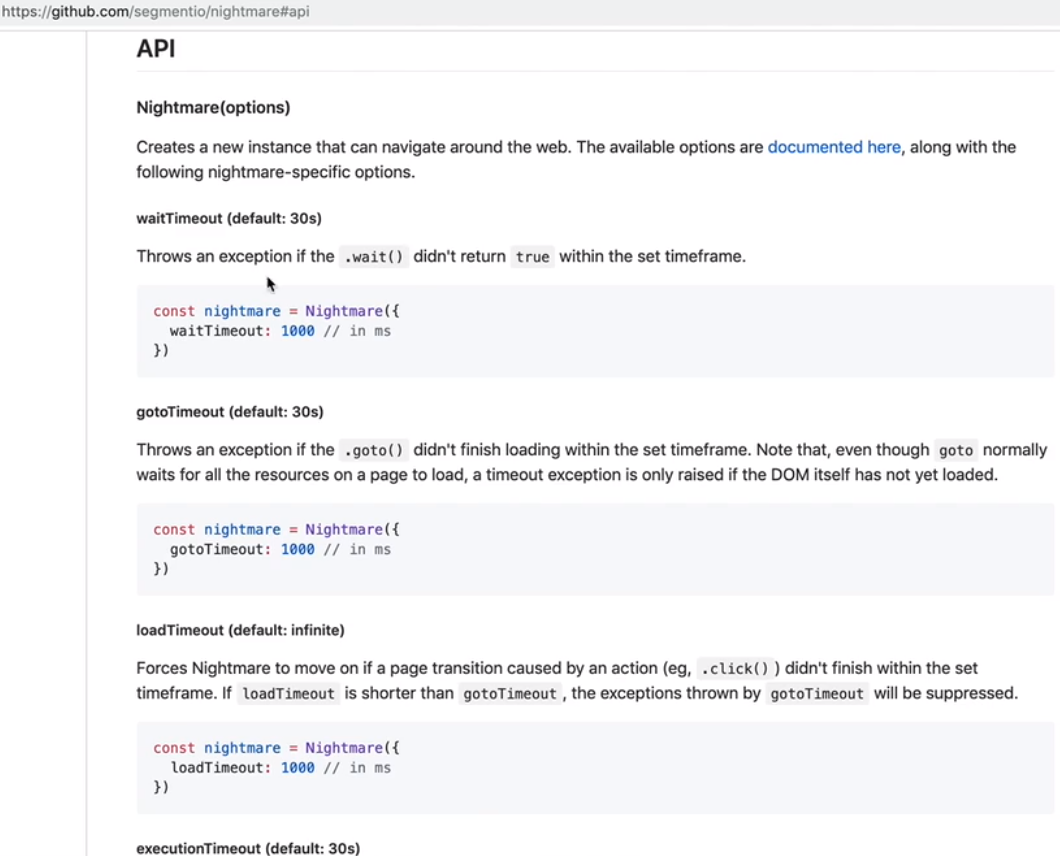 https://github.com/segmentio/nightmare#api
API
Nightmare(options)
Creates a new instance that can navigate around the web. The available options are documented here, along with the
following nightmare-specific options.
waitTimeout (default: 30s)
Throws an exception if the .wait() didn't return true within the set timeframe.
const nightmare = Nightmare({
  waitTimeout: 1000 // in ms
})
gotoTimeout (default: 30s)
Throws an exception if the .goto() didn't finish loading within the set timeframe. Note that, even though goto normally
waits for all the resources on a page to load, a timeout exception is only raised if the DOM itself has not yet loaded.
const nightmare = Nightmare({
  gotoTimeout: 1000 // in ms
})
loadTimeout (default: infinite)
Forces Nightmare to move on if a page transition caused by an action (eg, .click() ) didn't finish within the set
timeframe. If loadTimeout is shorter than gotoTimeout , the exceptions thrown by gotoTimeout will be suppressed.
const nightmare = Nightmare({
  loadTimeout: 1000 // in ms
})
executionTimeout (default: 30s)